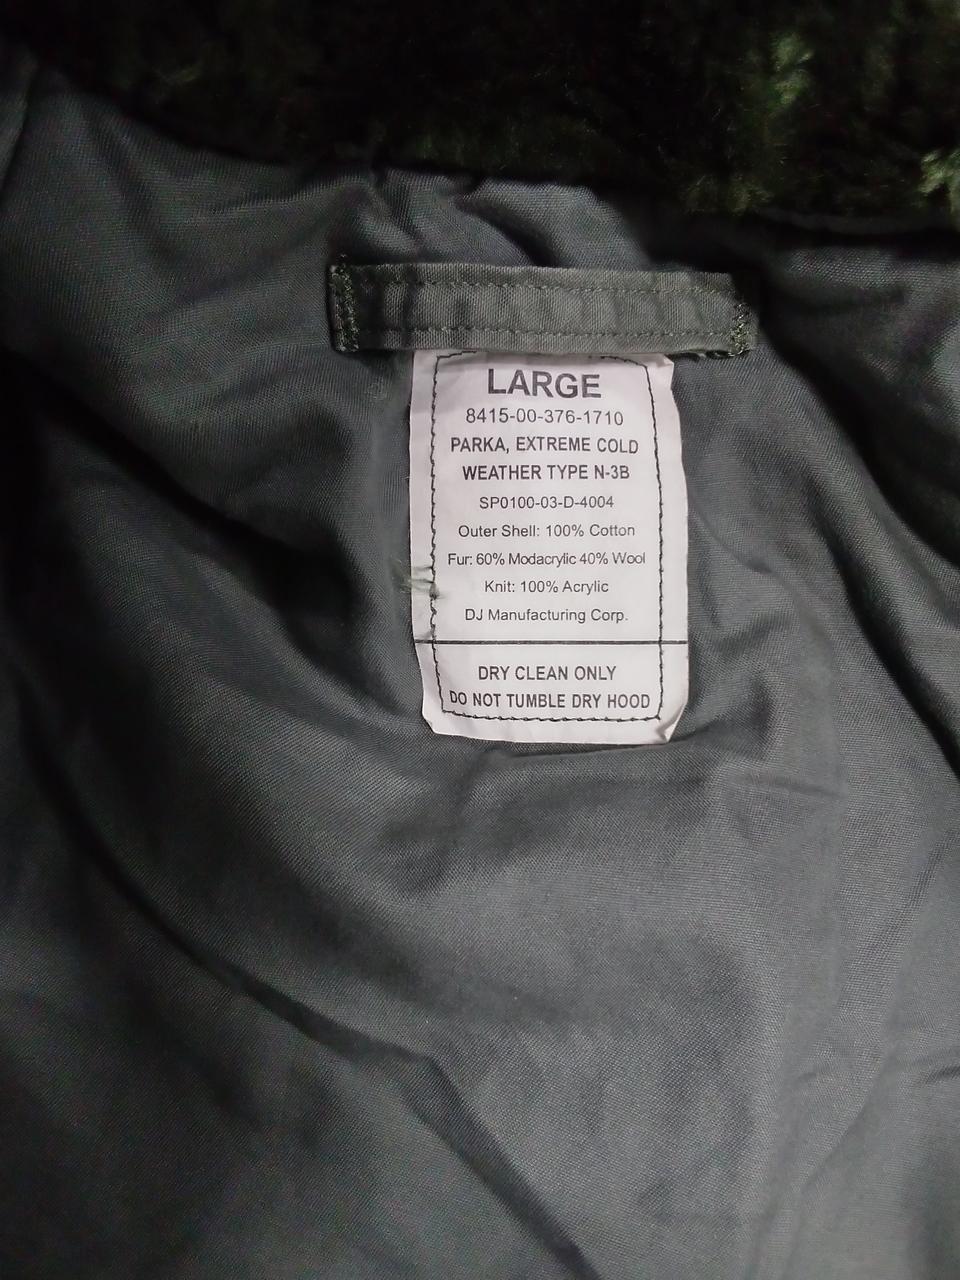 LARGE
8415-00-376-1710
PARKA, EXTREME COLD
WEATHER TYPE N-3B
SP0100-03-D-4004
Outer Shell: 100% Cotton
Fur: 60% Modacrylic 40% Wool
Knit: 100% Acrylic
DJ Manufacturing Corp.
DRY CLEAN ONLY
DO NOT TUMBLE DRY HOOD